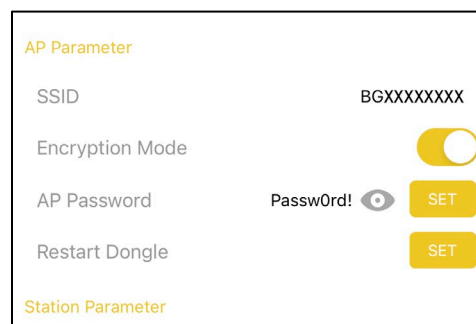 AP Parameter
SSID BGXXXXXXXX
Encryption Mode
AP Password Passw0rd! SET
Restart Dongle SET
Station Parameter